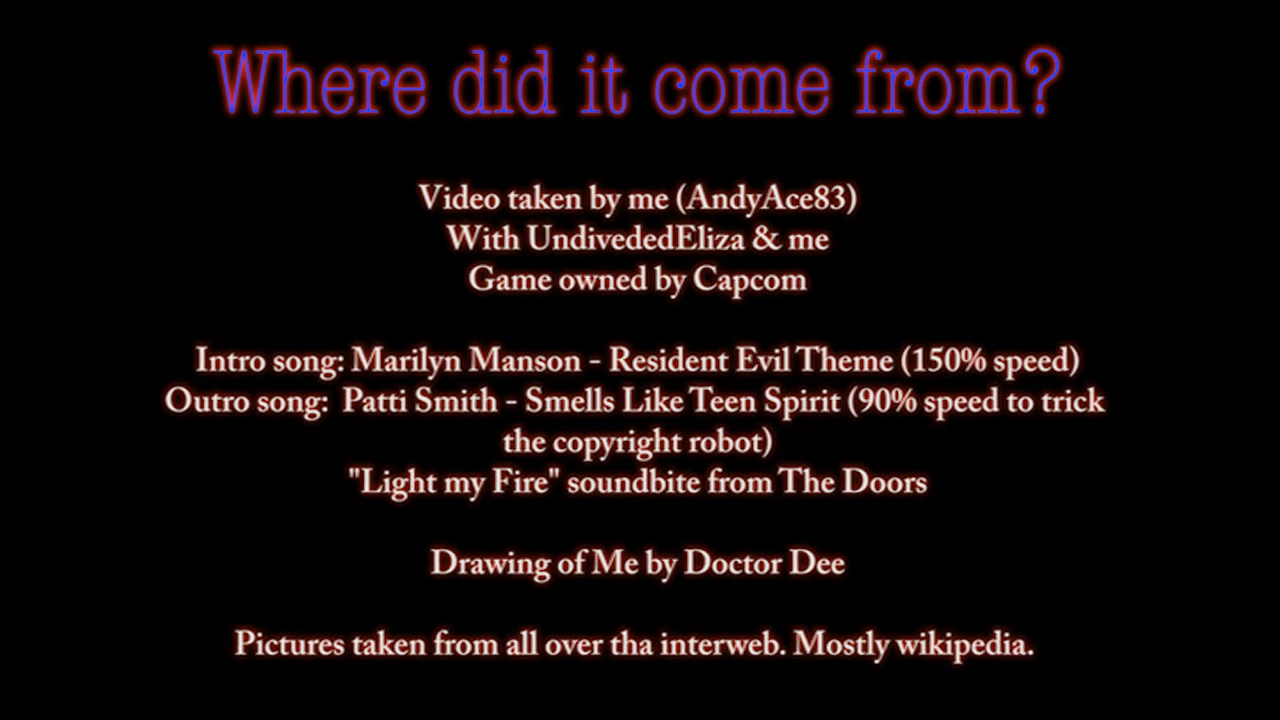 Where did it come from?
Video taken by me (AndyAce83)
With UndivededEliza & me
Game owned by Capcom
Intro song: Marilyn Manson - Resident Evil Theme (150% speed)
Outro song:  Patti Smith - Smells Like Teen Spirit (90% speed to trick
the copyright robot)
"Light my Fire" soundbite from The Doors
Drawing of Me by Doctor Dee
Pictures taken from all over tha interweb. Mostly wikipedia.